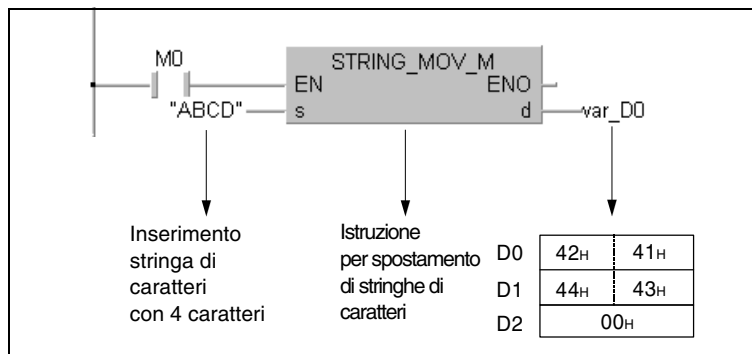 M0
STRING_MOV_M
EN ENO
"ABCD" s d var_D0
Inserimento
stringa di
caratteri
con 4 caratteri
Istruzione
per spostamento
di stringhe di
caratteri
D0 42H 41H
D1 44H 43H
D2 00H